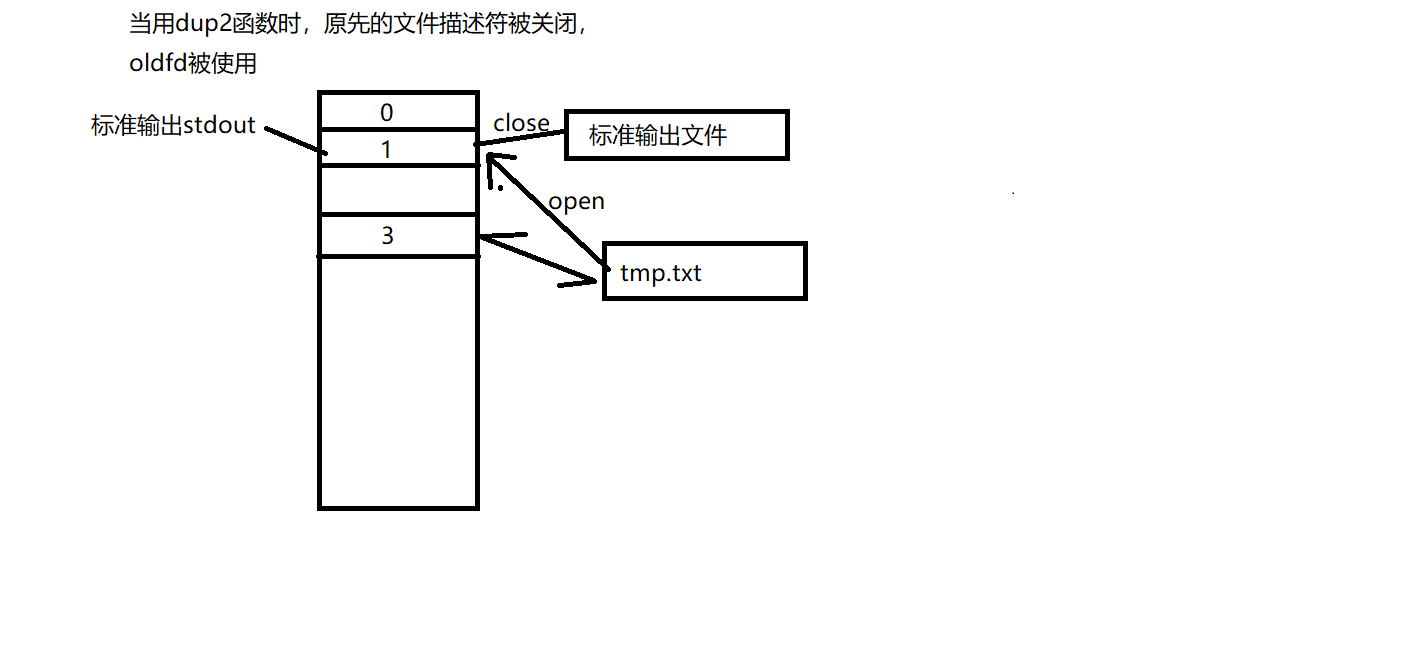 当用dup2函数时，原先的文件描述符被关闭，
oldfd被使用
0
标准输出stdout
close
标准输出文件
1
open
3
tmp.txt